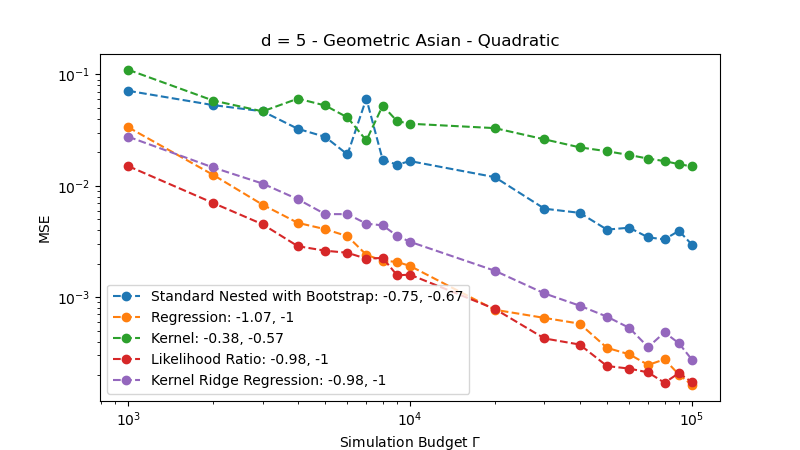 d = 5 - Geometric Asian - Quadratic
10⁻¹
10⁻²
10⁻³
MSE
Standard Nested with Bootstrap: -0.75, -0.67
Regression: -1.07, -1
Kernel: -0.38, -0.57
Likelihood Ratio: -0.98, -1
Kernel Ridge Regression: -0.98, -1
10³ 10⁴ 10⁵
Simulation Budget Γ